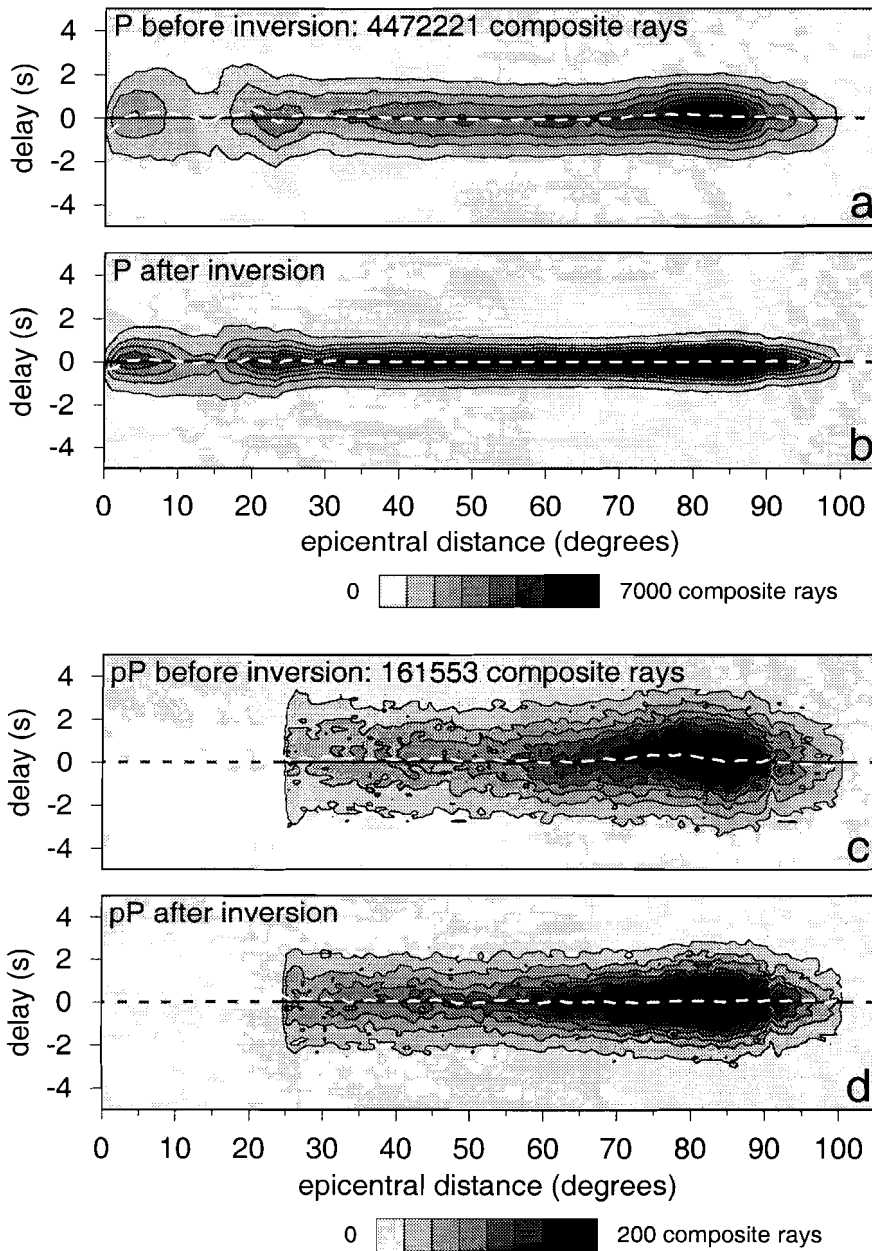 P before inversion: 4472221 composite rays
4
2
0
-2
-4
delay (s)
a
P after inversion
4
2
0
-2
-4
delay (s)
b
0 10 20 30 40 50 60 70 80 90 100
epicentral distance (degrees)
0 7000 composite rays
pP before inversion: 161553 composite rays
4
2
0
-2
-4
delay (s)
c
pP after inversion
4
2
0
-2
-4
delay (s)
d
0 10 20 30 40 50 60 70 80 90 100
epicentral distance (degrees)
0 200 composite rays